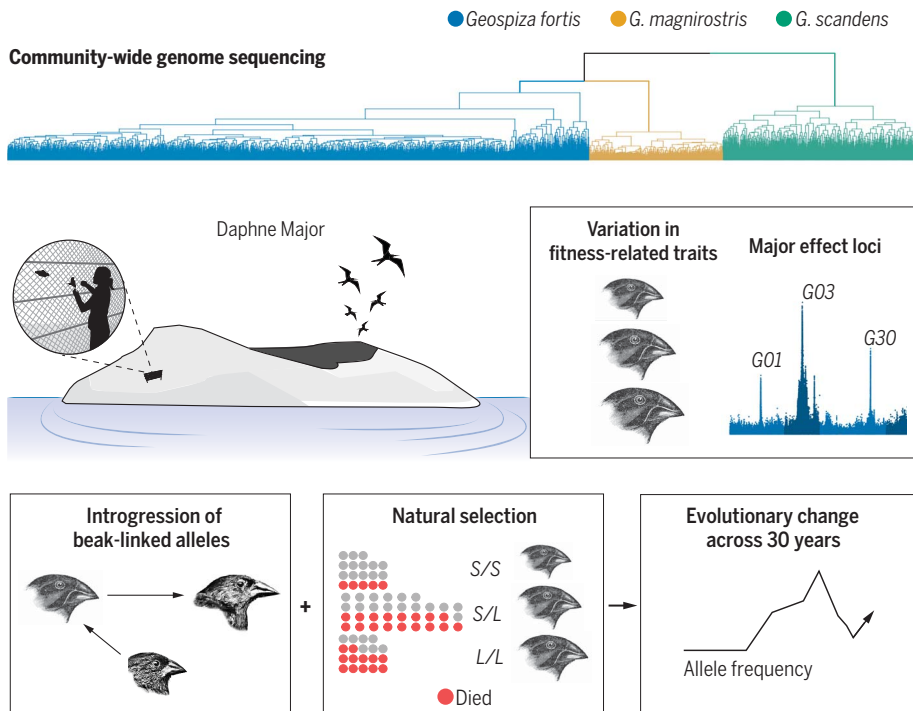 Geospiza fortis G. magnirostris G. scandens
Community-wide genome sequencing
Daphne Major
Variation in
fitness-related traits
Major effect loci
G01
G03
G30
Introgression of
beak-linked alleles
+
Natural selection
S/S
S/L
L/L
Died
Evolutionary change
across 30 years
Allele frequency